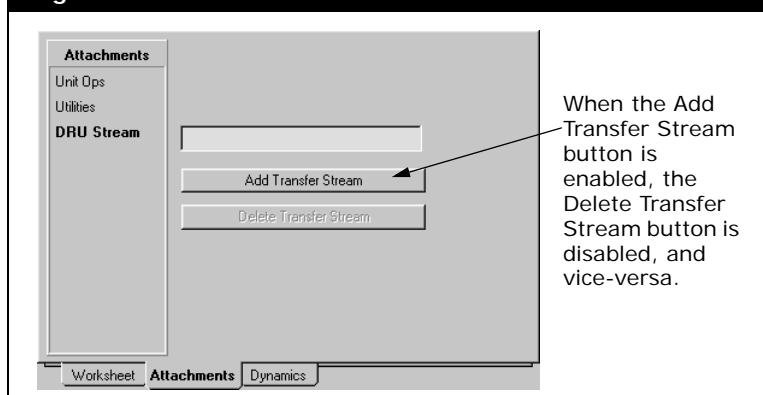 Attachments
Unit Ops
Utilities
DRU Stream
Add Transfer Stream
Delete Transfer Stream
Worksheet Attachments Dynamics
When the Add
Transfer Stream
button is
enabled, the
Delete Transfer
Stream button is
disabled, and
vice-versa.